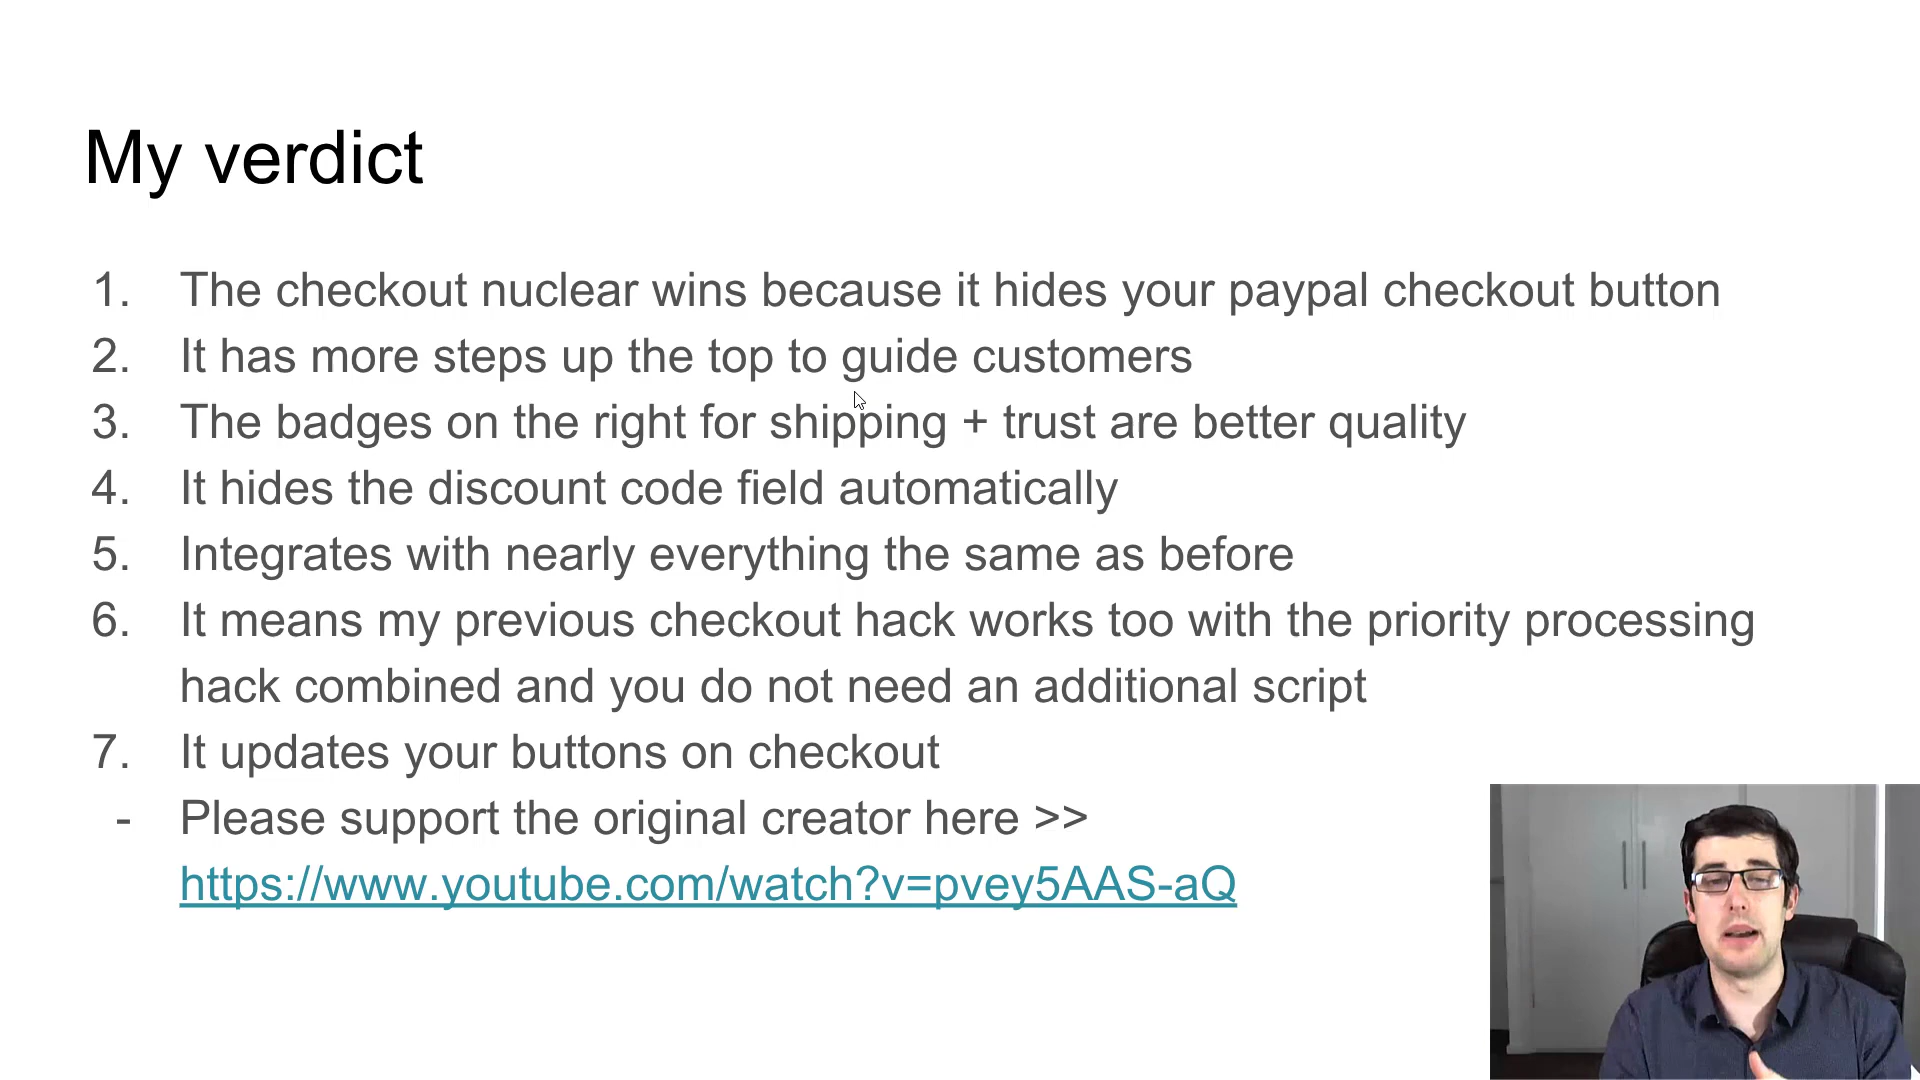 My verdict
1. The checkout nuclear wins because it hides your paypal checkout button
2. It has more steps up the top to guide customers
3. The badges on the right for shipping + trust are better quality
4. It hides the discount code field automatically
5. Integrates with nearly everything the same as before
6. It means my previous checkout hack works too with the priority processing
hack combined and you do not need an additional script
7. It updates your buttons on checkout
- Please support the original creator here >>
https://www.youtube.com/watch?v=pvey5AAS-aQ